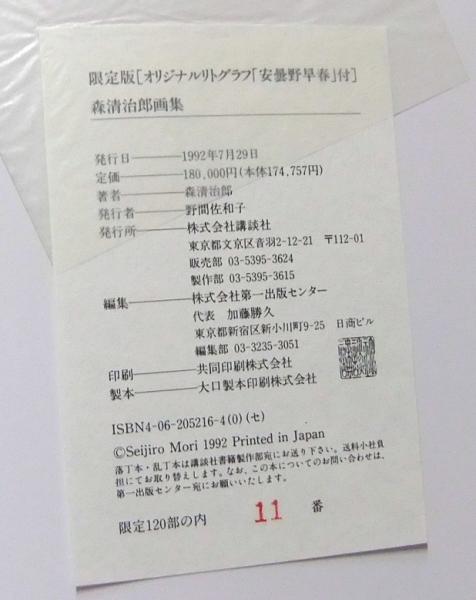 限定版[オリジナルリトグラフ「安曇野早春」付]
森清治郎画集
発行日―――1992年7月29日
定価―――180,000円(本体174,757円)
著者―――森清治郎
発行者―――野間佐和子
発行所―――株式会社講談社
東京都文京区音羽2-12-21 〒112-01
販売部 03-5395-3624
製作部 03-5395-3615
編集―――株式会社第一出版センター
代表 加藤勝久
東京都新宿区新小川町9-25 日商ビル
編集部 03-3235-3051
印刷―――共同印刷株式会社
製本―――大口製本印刷株式会社
ISBN4-06-205216-4(0)(セ)
©Seijiro Mori 1992 Printed in Japan
落丁本・乱丁本は講談社書籍製作部宛にお送り下さい。送料小社負
担にてお取り替えします。なお、この本についてのお問い合わせは、
第一出版センター宛にお願いいたします。
限定120部の内 11 番